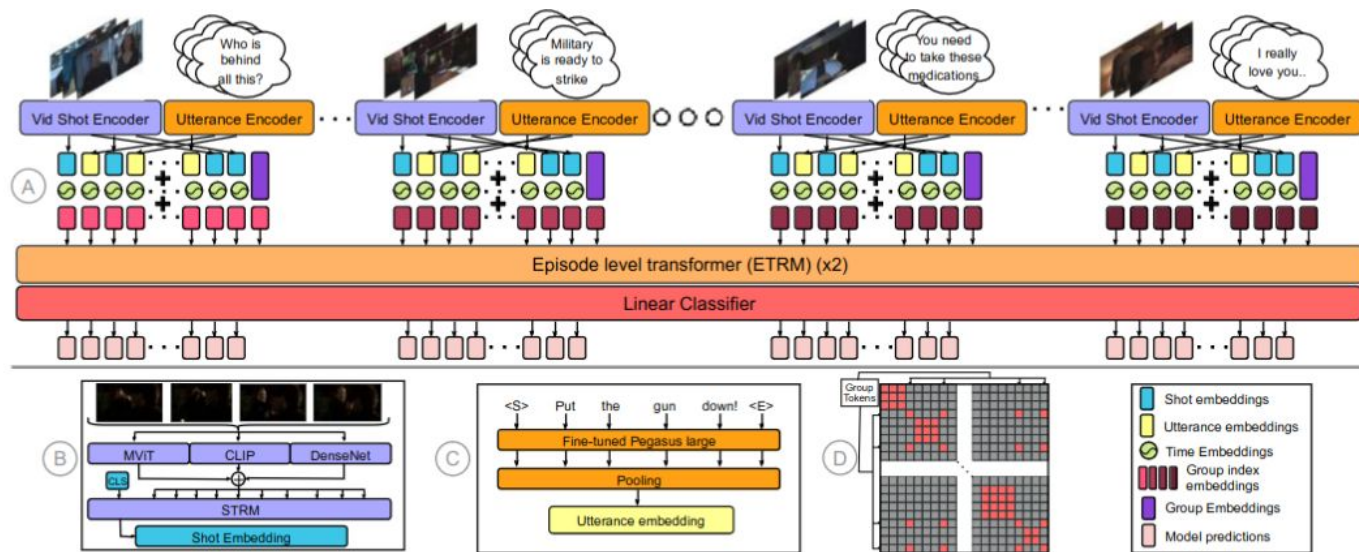 Who is
behind
all this?
Military
is ready to
strike
You need
to take these
medications
I really
love you..
Vid Shot Encoder
Utterance Encoder
Vid Shot Encoder
Utterance Encoder
Vid Shot Encoder
Utterance Encoder
Vid Shot Encoder
Utterance Encoder
A
Episode level transformer (ETRM) (x2)
Linear Classifier
B
MViT
CLIP
DenseNet
CLS
STRM
Shot Embedding
C
<S> Put the gun down! <E>
Fine-tuned Pegasus large
Pooling
Utterance embedding
D
Group
Tokens
Shot embeddings
Utterance embeddings
Time Embeddings
Group index
embeddings
Group Embeddings
Model predictions